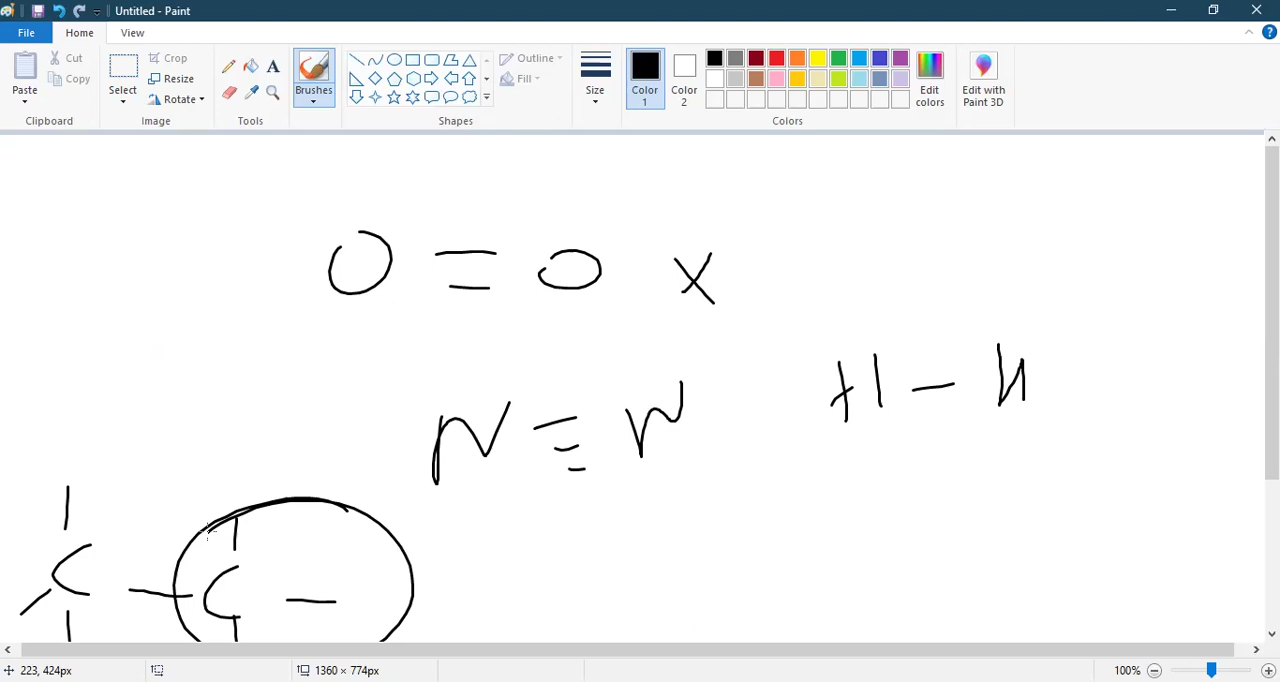 Untitled - Paint
File Home View
Paste
Cut
Copy
Clipboard
Select
Crop
Resize
Rotate
Image
A
Tools
Brushes
Outline
Fill
Shapes
Size
Color 1
Color 2
Edit colors
Colors
Edit with Paint 3D
O = O x
H - H
N ≡ N
C - C -
223, 424px
1360 × 774px
100%